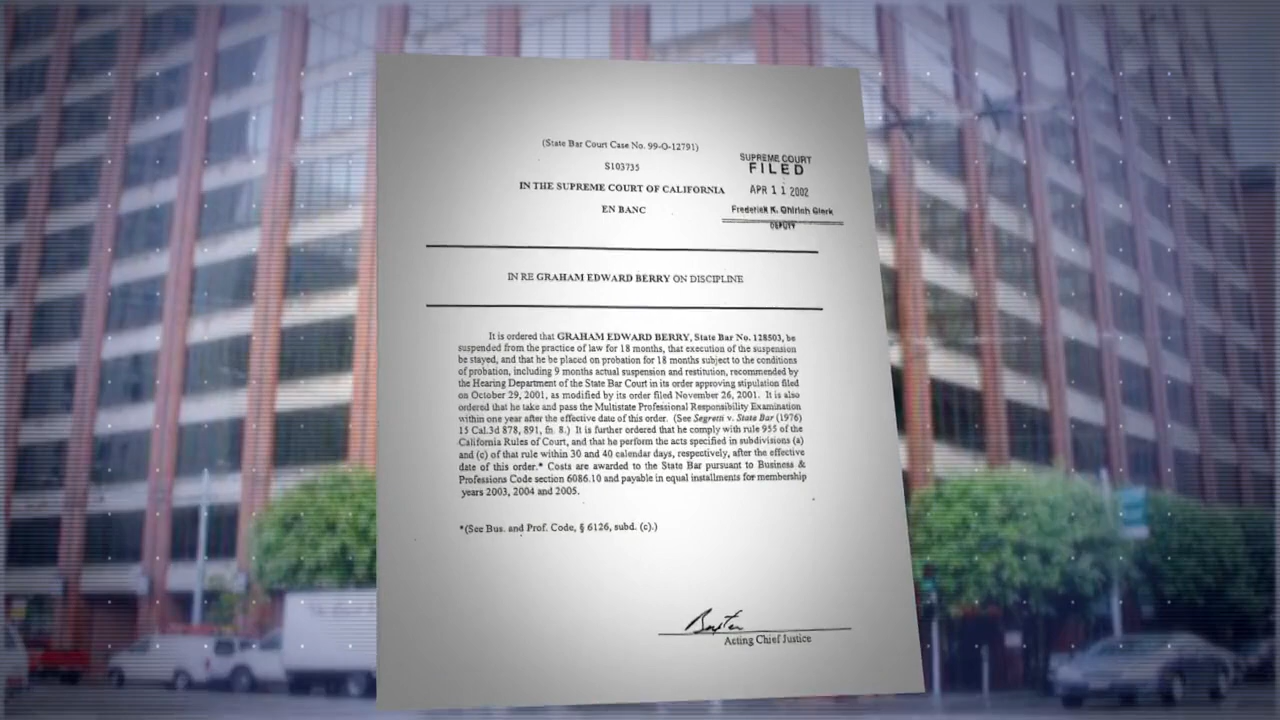 (State Bar Court Case No. 99-O-12791)
S103735
SUPREME COURT
FILED
APR 11 2002
Frederick K. Ohlrich Clerk
DEPUTY
IN THE SUPREME COURT OF CALIFORNIA
EN BANC
IN RE GRAHAM EDWARD BERRY ON DISCIPLINE
It is ordered that GRAHAM EDWARD BERRY, State Bar No. 128503, be
suspended from the practice of law for 18 months, that execution of the suspension
be stayed, and that he be placed on probation for 18 months subject to the conditions
of probation, including 9 months actual suspension and restitution, recommended by
the Hearing Department of the State Bar Court in its order approving stipulation filed
on October 29, 2001, as modified by its order filed November 26, 2001. It is also
ordered that he take and pass the Multistate Professional Responsibility Examination
within one year after the effective date of this order. (See Segretti v. State Bar (1976)
15 Cal.3d 878, 891, fn. 8.) It is further ordered that he comply with rule 955 of the
California Rules of Court, and that he perform the acts specified in subdivisions (a)
and (c) of that rule within 30 and 40 calendar days, respectively, after the effective
date of this order.* Costs are awarded to the State Bar pursuant to Business &
Professions Code section 6086.10 and payable in equal installments for membership
years 2003, 2004 and 2005.
*(See Bus. and Prof. Code, § 6126, subd. (c).)
Baxter
Acting Chief Justice